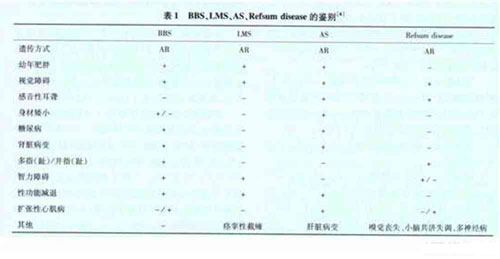 表1 BBS、LMS、AS、Refsum disease 的鉴别[6]
BBS LMS AS Refsum disease
遗传方式 AR AR AR AR
幼年肥胖 + + + -
视觉障碍 + + + +
感音性耳聋 - - + +
身材矮小 +/- - + -
糖尿病 + - + -
肾脏病变 + - + -
多指(趾)/并指(趾) + - - +
智力障碍 + + - +/-
性功能减退 + + + -
扩张性心肌病 -/+ - + -/+
其他 - 痉挛性截瘫 肝脏病变 嗅觉丧失,小脑共济失调,多神经病